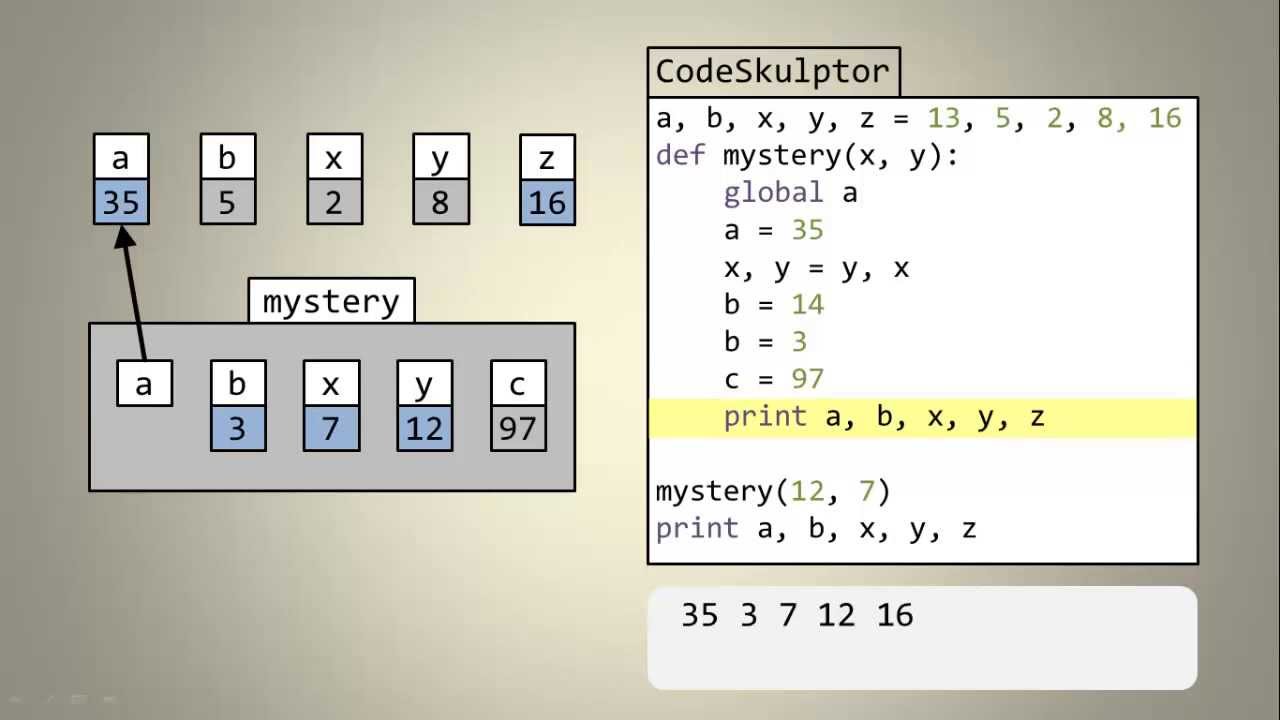 CodeSkulptor
a, b, x, y, z = 13, 5, 2, 8, 16
def mystery(x, y):
    global a
    a = 35
    x, y = y, x
    b = 14
    b = 3
    c = 97
    print a, b, x, y, z
mystery(12, 7)
print a, b, x, y, z
35 3 7 12 16
a b x y z
35 5 2 8 16
mystery
a b x y c
3 7 12 97